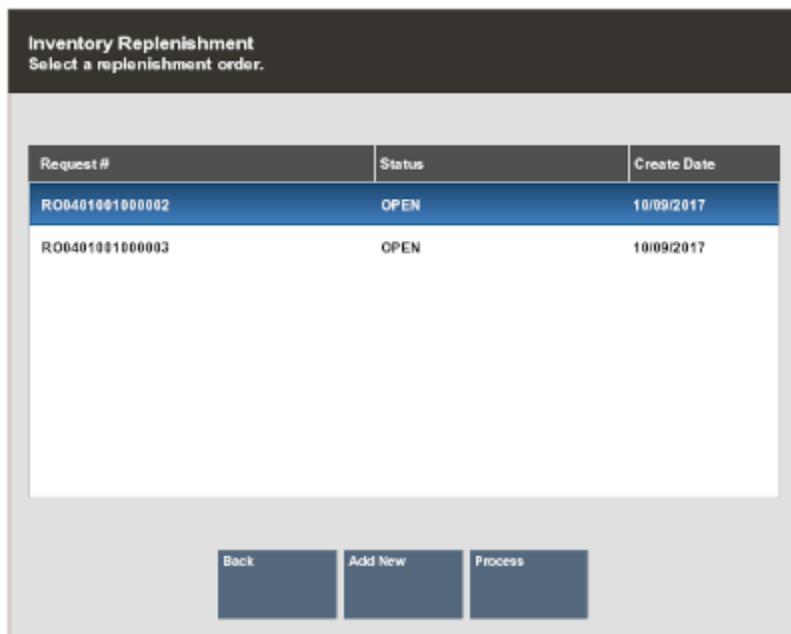 Inventory Replenishment
Select a replenishment order.
Request # Status Create Date
RO0401001000002 OPEN 10/09/2017
RO0401001000003 OPEN 10/09/2017
Back Add New Process